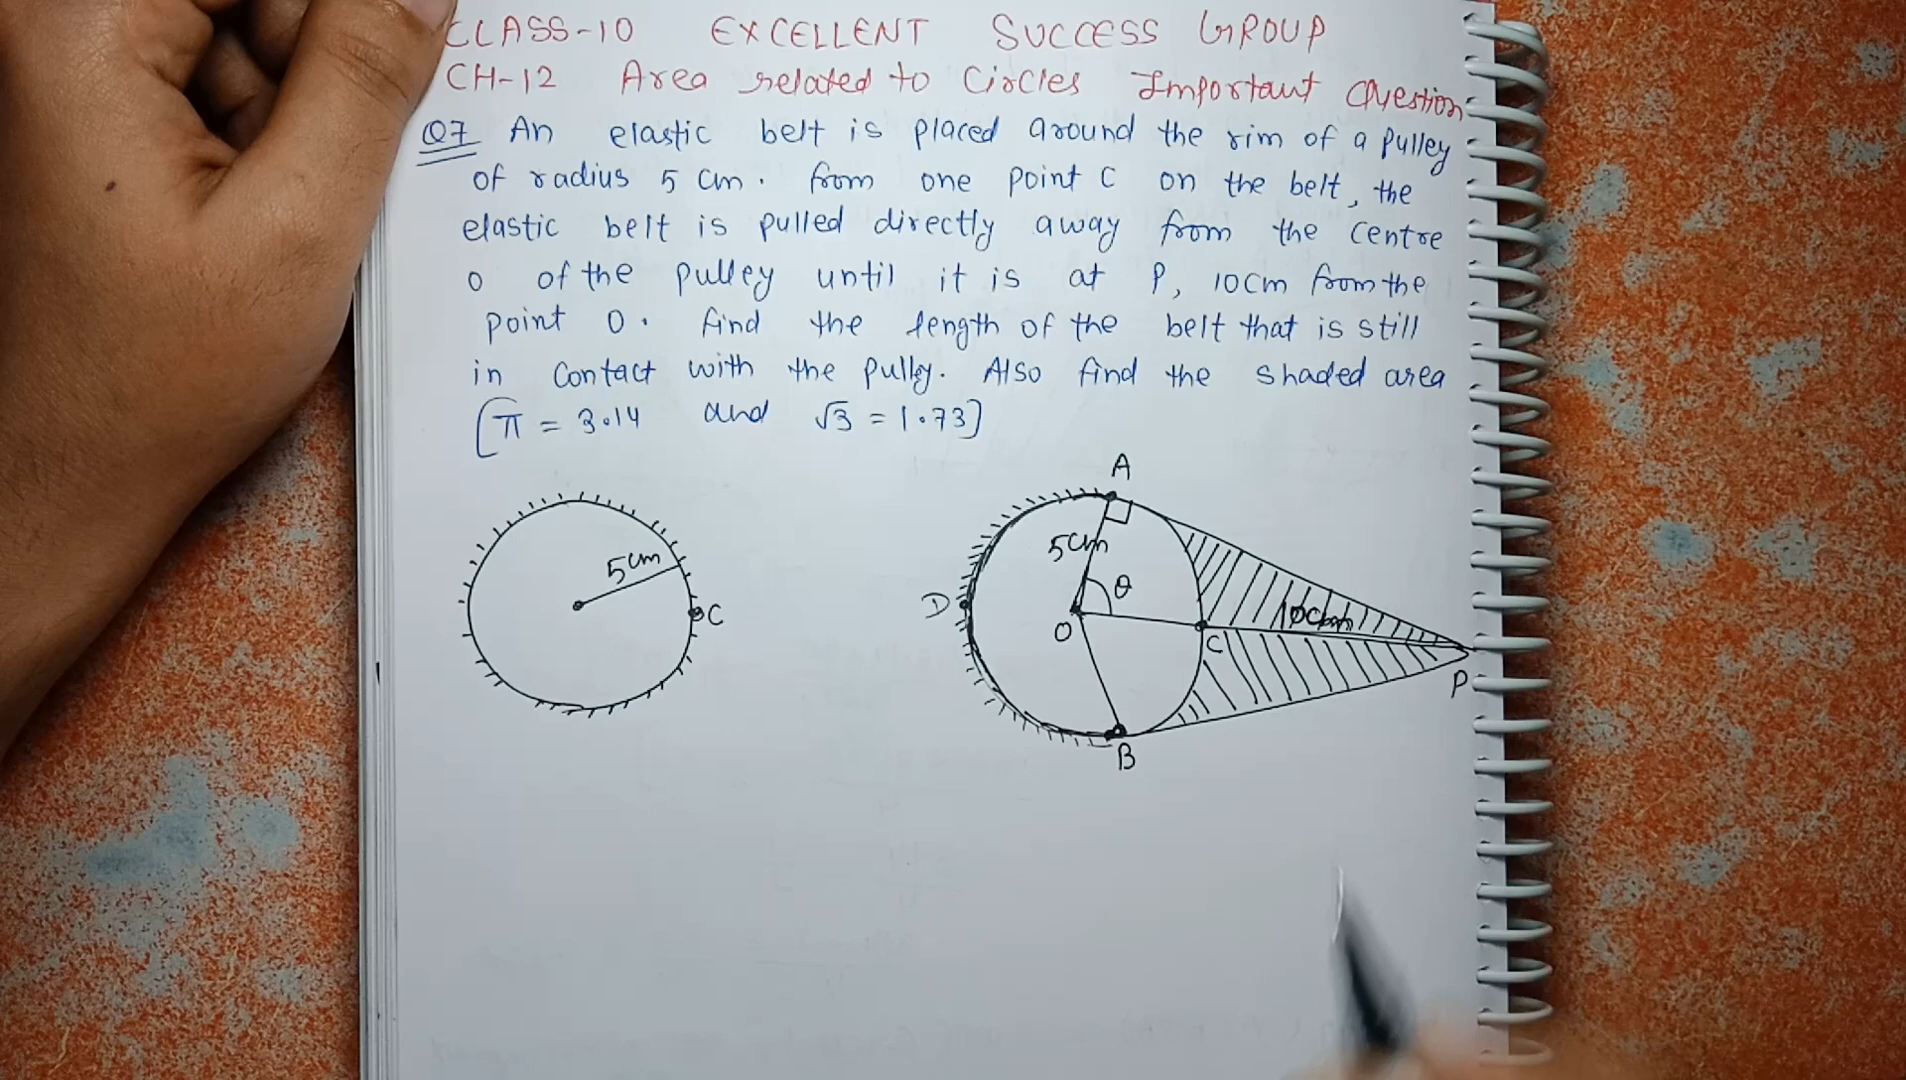 CLASS-10 EXCELLENT SUCCESS GROUP
CH-12 Area related to Circles Important Question
Q7 An elastic belt is placed around the rim of a pulley
of radius 5 cm. from one point C on the belt, the
elastic belt is pulled directly away from the centre
O of the pulley until it is at P, 10cm from the
point O. find the length of the belt that is still
in contact with the pully. Also find the shaded area
[π = 3.14 and √3 = 1.73]
5cm
C
A
5cm
θ
D
O
C
10cm
P
B